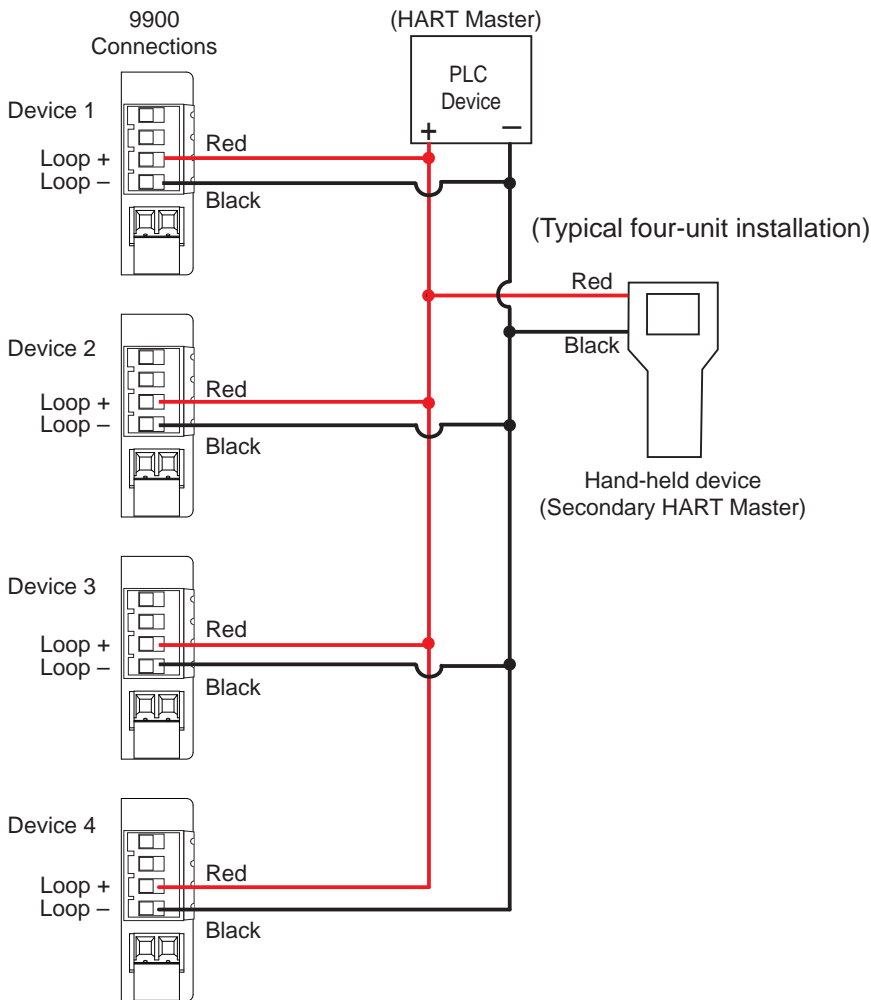 9900
Connections
(HART Master)
PLC
Device
+
–
Device 1
Loop +
Loop –
Red
Black
(Typical four-unit installation)
Red
Black
Hand-held device
(Secondary HART Master)
Device 2
Loop +
Loop –
Red
Black
Device 3
Loop +
Loop –
Red
Black
Device 4
Loop +
Loop –
Red
Black